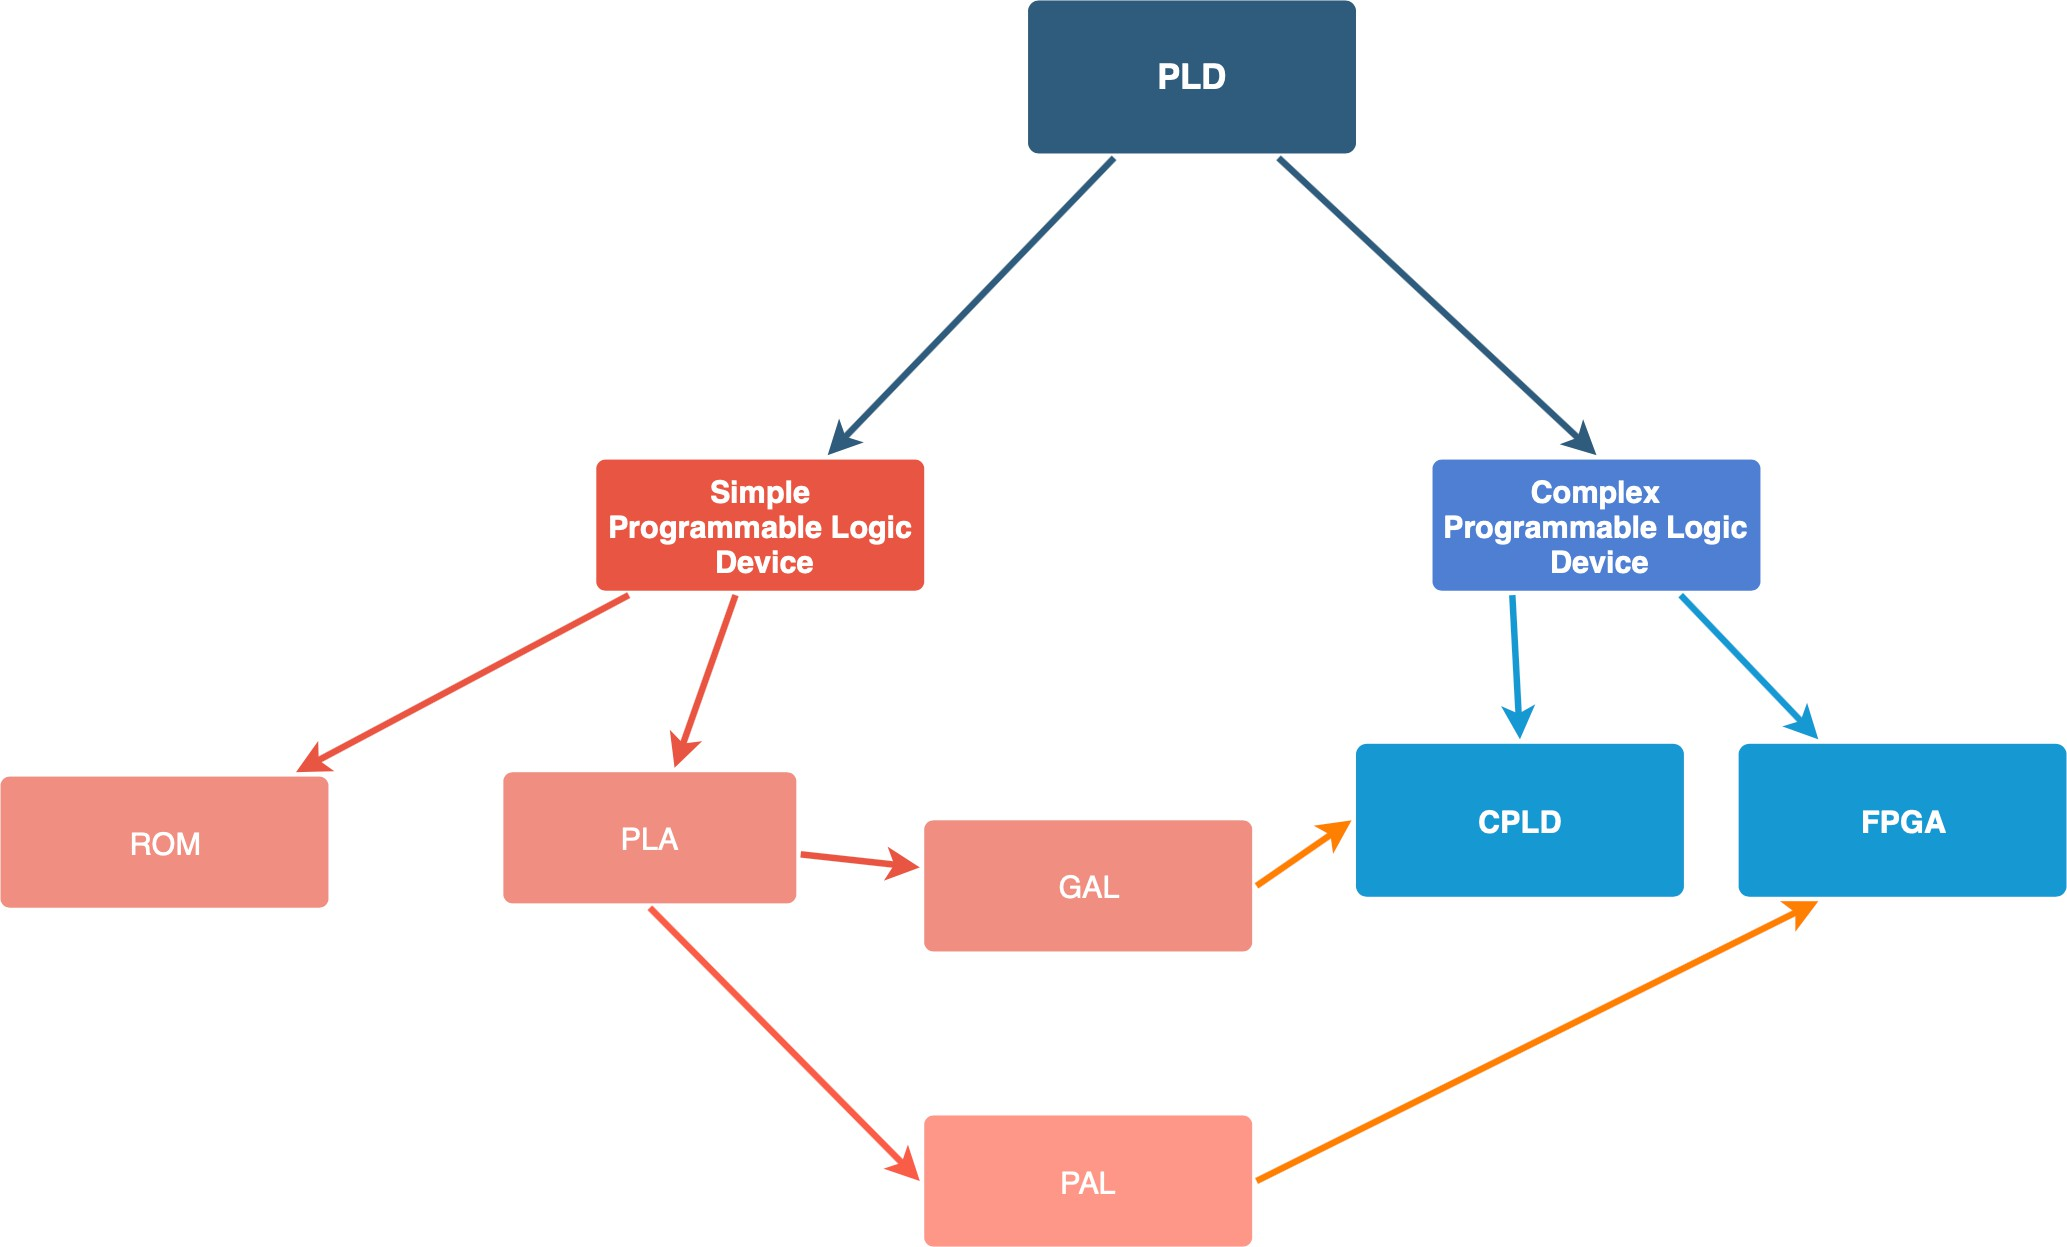 PLD
Simple
Programmable Logic
Device
Complex
Programmable Logic
Device
ROM
PLA
GAL
CPLD
FPGA
PAL